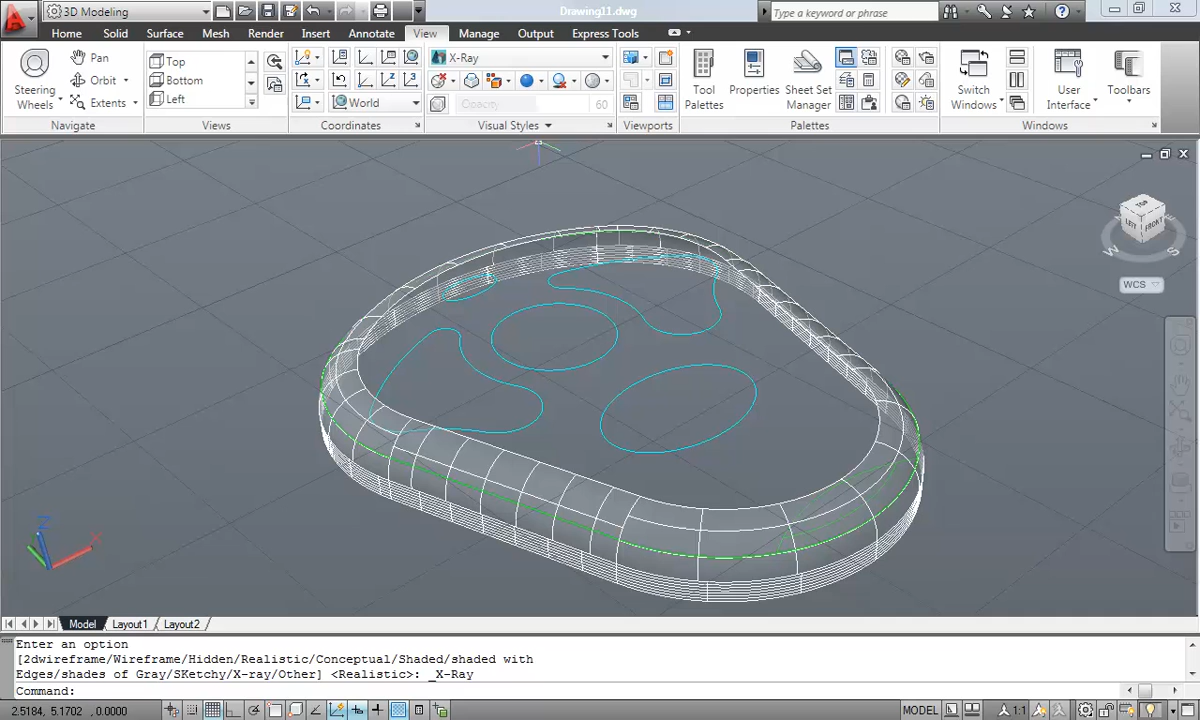 3D Modeling
Drawing11.dwg
Type a keyword or phrase
Home Solid Surface Mesh Render Insert Annotate View Manage Output Express Tools
Steering Wheels
Pan
Orbit
Extents
Navigate
Top
Bottom
Left
Views
World
Coordinates
X-Ray
Opacity 60
Visual Styles
Viewports
Tool Palettes
Properties
Sheet Set Manager
Palettes
Switch Windows
User Interface
Toolbars
Windows
TOP
LEFT
FRONT
W
S
WCS
Model Layout1 Layout2
Enter an option
[2dwireframe/Wireframe/Hidden/Realistic/Conceptual/Shaded/shaded with
Edges/shades of Gray/SKetchy/X-ray/Other] <Realistic>: _X-Ray
Command:
2.5184, 5.1702 , 0.0000
MODEL
1:1